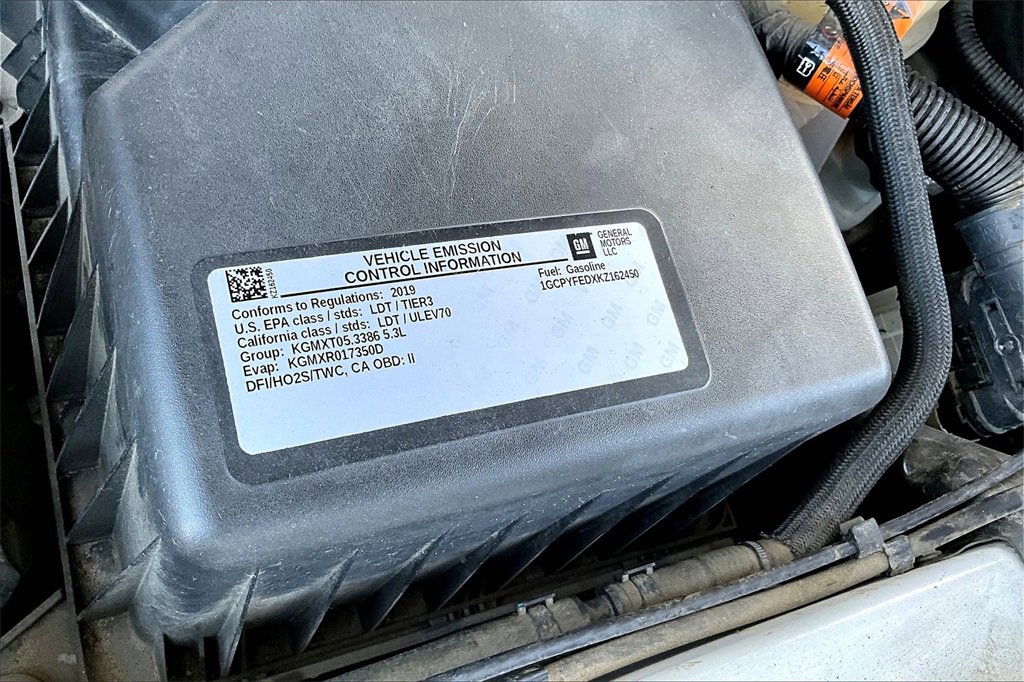 VEHICLE EMISSION
CONTROL INFORMATION
GM
GENERAL
MOTORS
LLC
KZ162450
Fuel: Gasoline
1GCPYFEDXKZ162450
Conforms to Regulations: 2019
U.S. EPA class / stds: LDT / TIER3
California class / stds: LDT / ULEV70
Group: KGMXT05.3386 5.3L
Evap: KGMXR017350D
DFI/HO2S/TWC, CA OBD: II